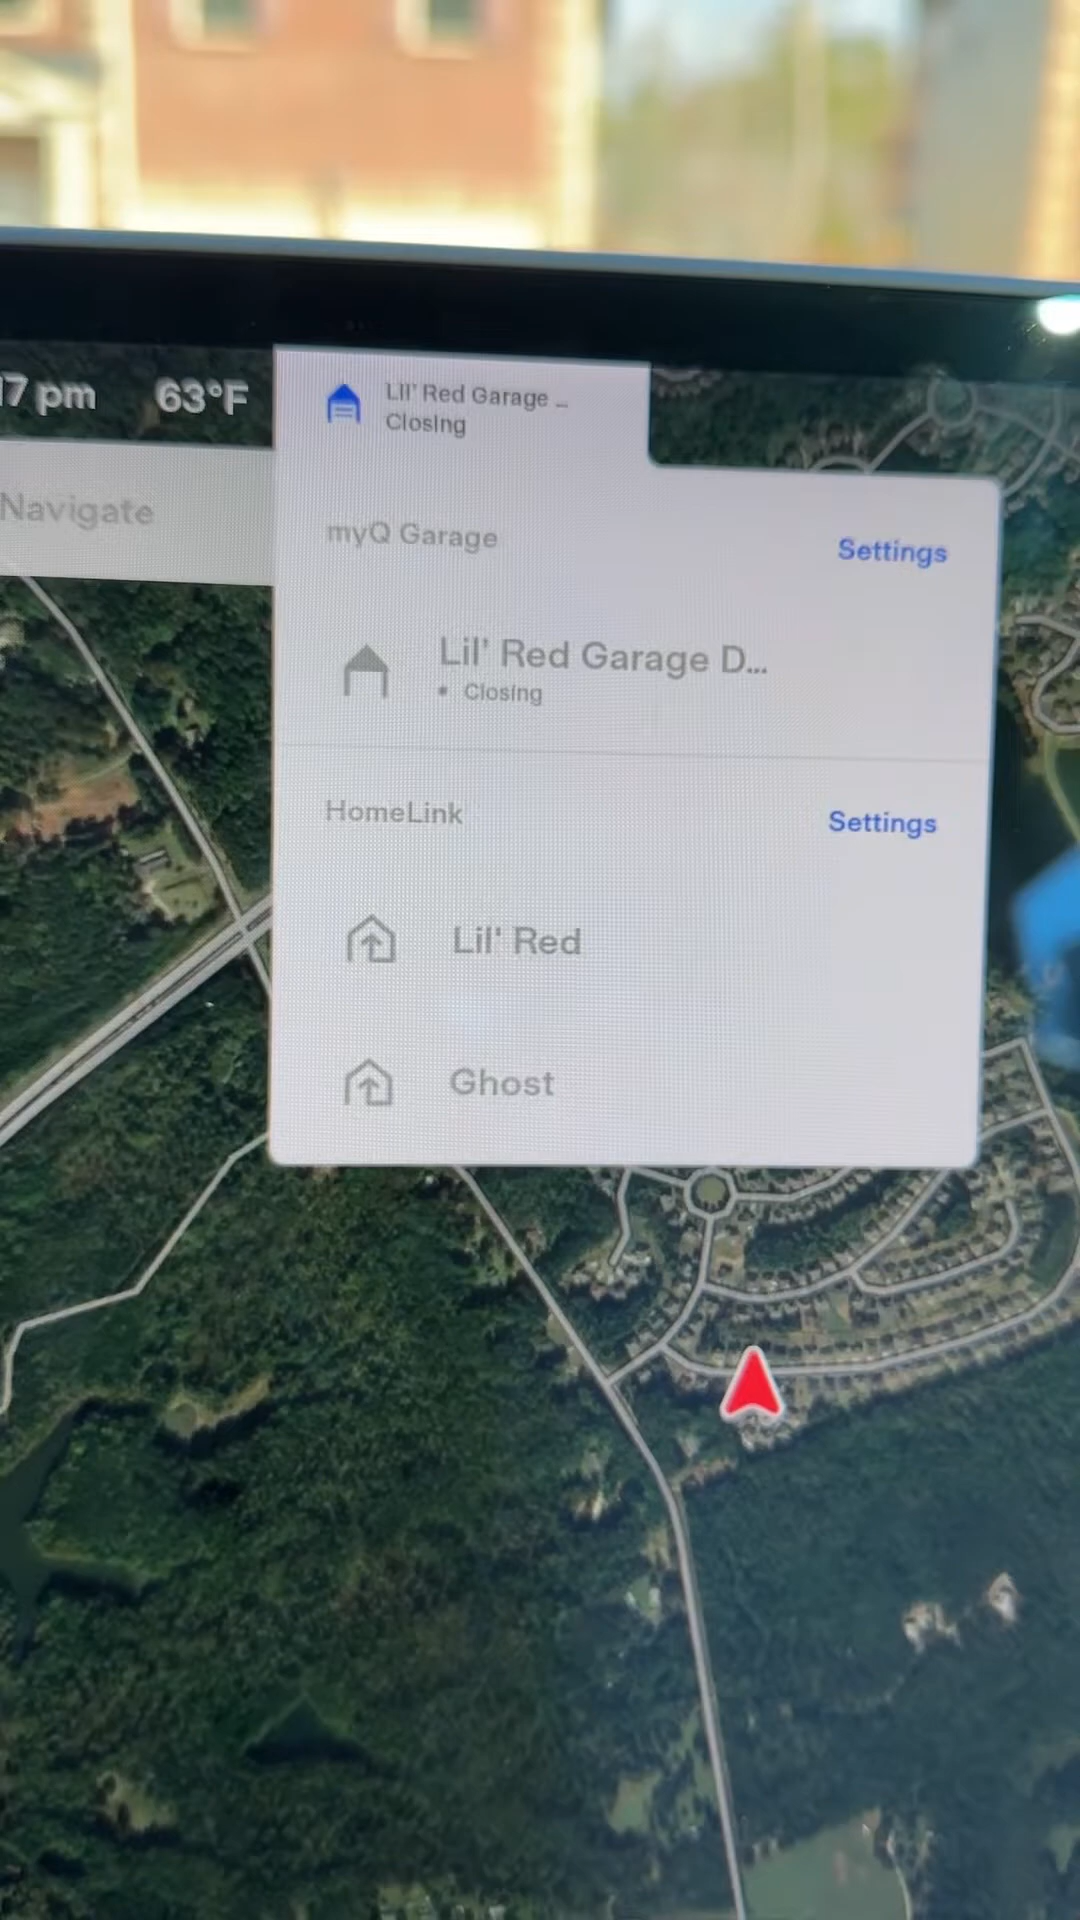 17 pm
63°F
Lil' Red Garage ...
Closing
Navigate
myQ Garage
Settings
Lil' Red Garage D...
• Closing
HomeLink
Settings
Lil' Red
Ghost